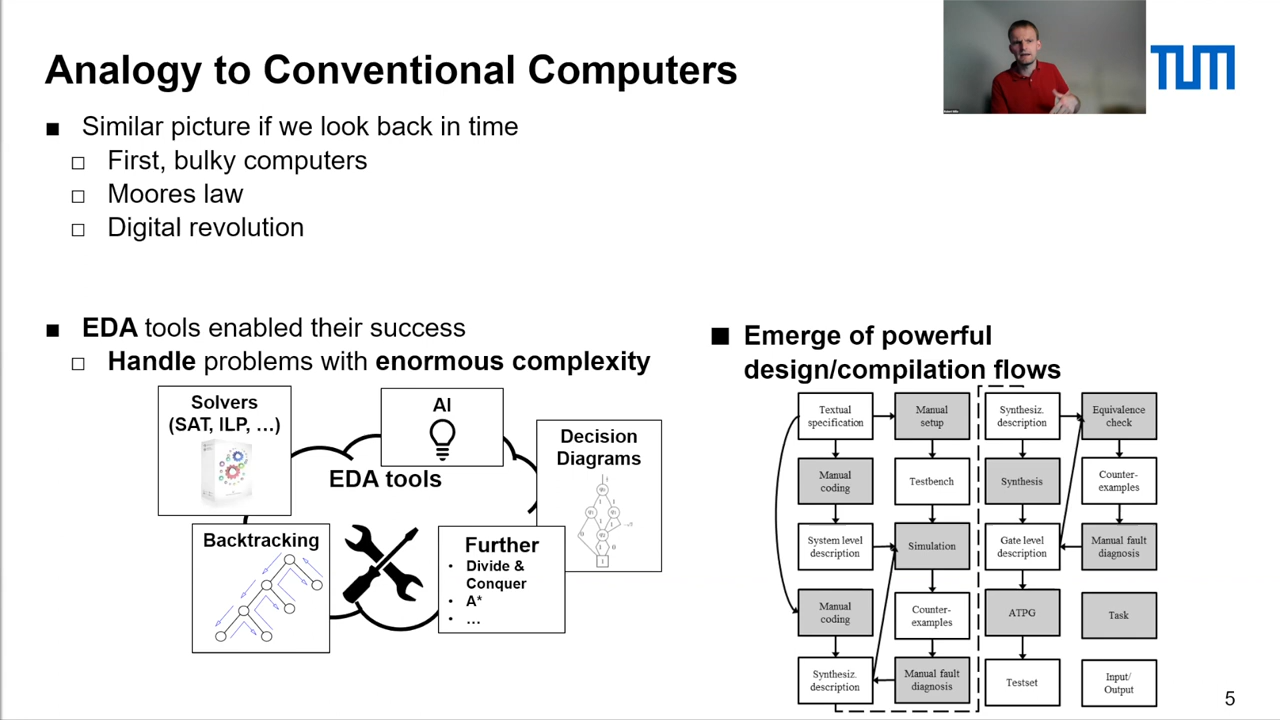 Analogy to Conventional Computers
TUM
Similar picture if we look back in time
First, bulky computers
Moores law
Digital revolution
EDA tools enabled their success
Handle problems with enormous complexity
Solvers
(SAT, ILP, ...)
AI
Decision
Diagrams
EDA tools
Backtracking
Further
Divide &
Conquer
A*
...
Emerge of powerful
design/compilation flows
Textual
specification
Manual
setup
Synthesiz.
description
Equivalence
check
Manual
coding
Testbench
Synthesis
Counter-
examples
System level
description
Simulation
Gate level
description
Manual fault
diagnosis
Manual
coding
Counter-
examples
ATPG
Task
Synthesiz.
description
Manual fault
diagnosis
Testset
Input/
Output
5